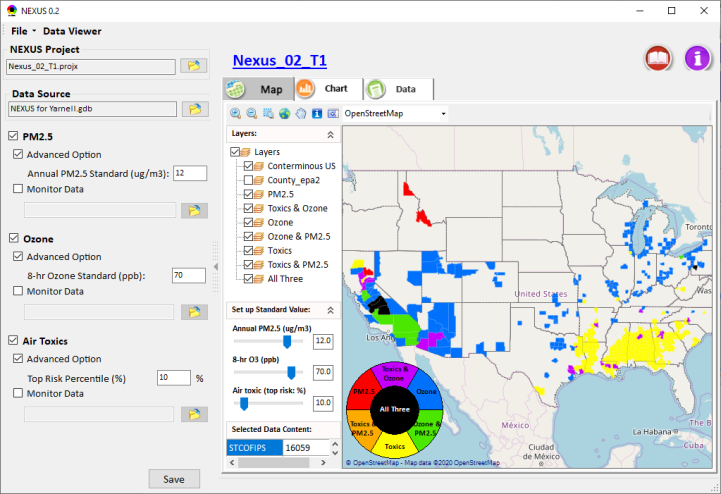 NEXUS 0.2
File Data Viewer
NEXUS Project
Nexus_02_T1.projx
Data Source
NEXUS for Yarnell.gdb
PM2.5
Advanced Option
Annual PM2.5 Standard (ug/m3): 12
Monitor Data
Ozone
Advanced Option
8-hr Ozone Standard (ppb): 70
Monitor Data
Air Toxics
Advanced Option
Top Risk Percentile (%) 10 %
Monitor Data
Save
Nexus_02_T1
Map Chart Data
OpenStreetMap
Layers:
Layers
Conterminous US
County_epa2
PM2.5
Toxics & Ozone
Ozone
Ozone & PM2.5
Toxics
Toxics & PM2.5
All Three
Set up Standard Value:
Annual PM2.5 (ug/m3)
12.0
8-hr O3 (ppb)
70.0
Air toxic (top risk: %)
10.0
Selected Data Content:
STCOFIPS 16059
Toronto
United States
Was
Los An
México
Ciudad
de México
La Habana
The B
Cuba
Toxics &
Ozone
PM2.5
Ozone
All Three
Toxics
& PM2.5
Ozone
& PM2.5
Toxics
© OpenStreetMap - Map data ©2020 OpenStreetMap